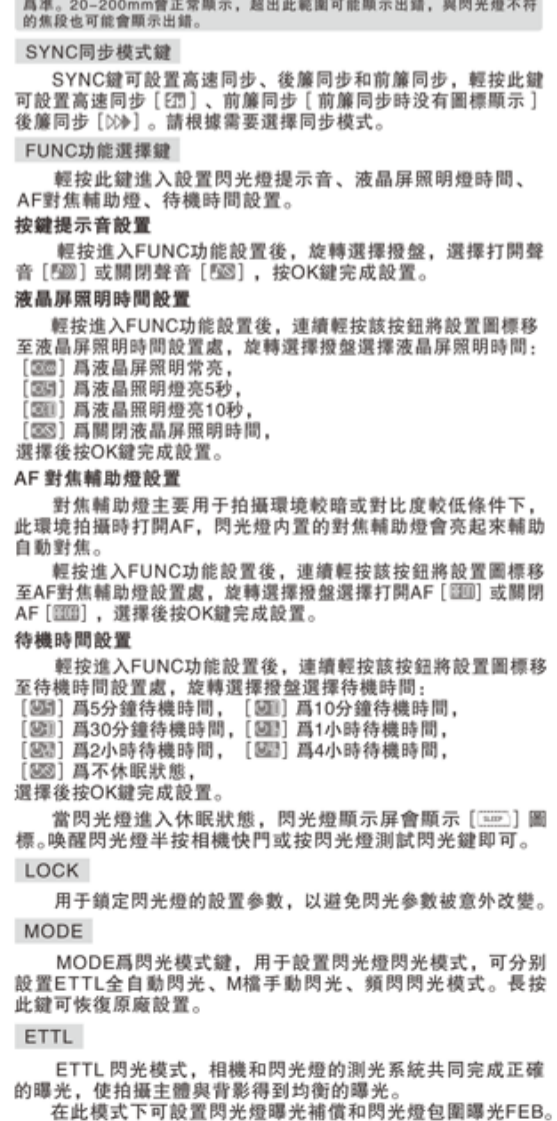 爲準。20-200mm會正常顯示，超出此範圍可能顯示出錯，與閃光燈不符
的焦段也可能會顯示出錯。
SYNC同步模式鍵
SYNC鍵可設置高速同步、後簾同步和前簾同步，輕按此鍵
可設置高速同步 [ ] 、前簾同步 [ 前簾同步時没有圖標顯示 ]
後簾同步 [ ] 。請根據需要選擇同步模式。
FUNC功能選擇鍵
輕按此鍵進入設置閃光燈提示音、液晶屏照明燈時間、
AF對焦輔助燈、待機時間設置。
按鍵提示音設置
輕按進入FUNC功能設置後，旋轉選擇撥盤，選擇打開聲
音 [ ] 或關閉聲音 [ ] ，按OK鍵完成設置。
液晶屏照明時間設置
輕按進入FUNC功能設置後，連續輕按該按鈕將設置圖標移
至液晶屏照明時間設置處，旋轉選擇撥盤選擇液晶屏照明時間：
[ ] 爲液晶屏照明常亮，
[ ] 爲液晶照明燈亮5秒，
[ ] 爲液晶照明燈亮10秒，
[ ] 爲關閉液晶屏照明時間，
選擇後按OK鍵完成設置。
AF 對焦輔助燈設置
對焦輔助燈主要用于拍攝環境較暗或對比度較低條件下，
此環境拍攝時打開AF，閃光燈内置的對焦輔助燈會亮起來輔助
自動對焦。
輕按進入FUNC功能設置後，連續輕按該按鈕將設置圖標移
至AF對焦輔助燈設置處，旋轉選擇撥盤選擇打開AF [ ] 或關閉
AF [ ] ，選擇後按OK鍵完成設置。
待機時間設置
輕按進入FUNC功能設置後，連續輕按該按鈕將設置圖標移
至待機時間設置處，旋轉選擇撥盤選擇待機時間：
[ ] 爲5分鐘待機時間， [ ] 爲10分鐘待機時間，
[ ] 爲30分鐘待機時間，[ ] 爲1小時待機時間，
[ ] 爲2小時待機時間， [ ] 爲4小時待機時間，
[ ] 爲不休眠狀態，
選擇後按OK鍵完成設置。
當閃光燈進入休眠狀態，閃光燈顯示屏會顯示 [ SLEEP ] 圖
標。唤醒閃光燈半按相機快門或按閃光燈測試閃光鍵即可。
LOCK
用于鎖定閃光燈的設置參數，以避免閃光參數被意外改變。
MODE
MODE爲閃光模式鍵，用于設置閃光燈閃光模式，可分别
設置ETTL全自動閃光、M檔手動閃光、頻閃閃光模式。長按
此鍵可恢復原廠設置。
ETTL
ETTL 閃光模式，相機和閃光燈的測光系統共同完成正確
的曝光，使拍攝主體與背影得到均衡的曝光。
在此模式下可設置閃光燈曝光補償和閃光燈包圍曝光FEB。